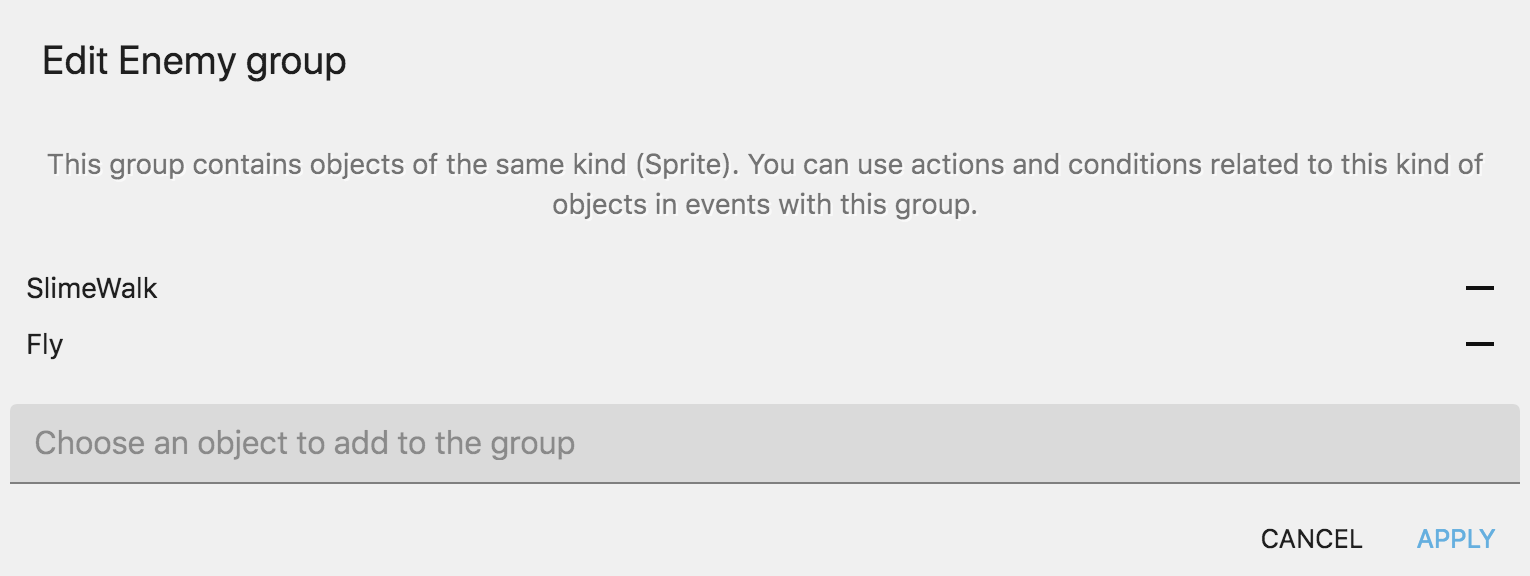 Edit Enemy group
This group contains objects of the same kind (Sprite). You can use actions and conditions related to this kind of
objects in events with this group.
SlimeWalk
Fly
Choose an object to add to the group
CANCEL APPLY